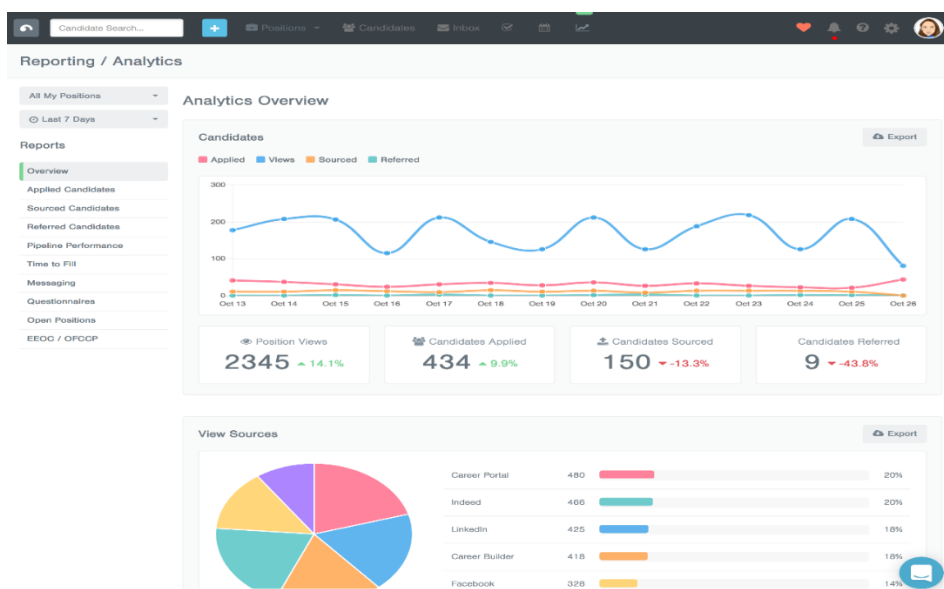 Candidate Search...
+ Positions Candidates Inbox
Reporting / Analytics
All My Positions
Last 7 Days
Reports
Overview
Applied Candidates
Sourced Candidates
Referred Candidates
Pipeline Performance
Time to Fill
Messaging
Questionnaires
Open Positions
EEOC / OFCCP
Analytics Overview
Candidates
Export
Applied Views Sourced Referred
300
200
100
0
Oct 13 Oct 14 Oct 15 Oct 16 Oct 17 Oct 18 Oct 19 Oct 20 Oct 21 Oct 22 Oct 23 Oct 24 Oct 25 Oct 26
Position Views
2345 14.1%
Candidates Applied
434 9.9%
Candidates Sourced
150 -13.3%
Candidates Referred
9 -43.8%
View Sources
Export
Career Portal 480 20%
Indeed 466 20%
LinkedIn 425 18%
Career Builder 418 18%
Facebook 328 14%